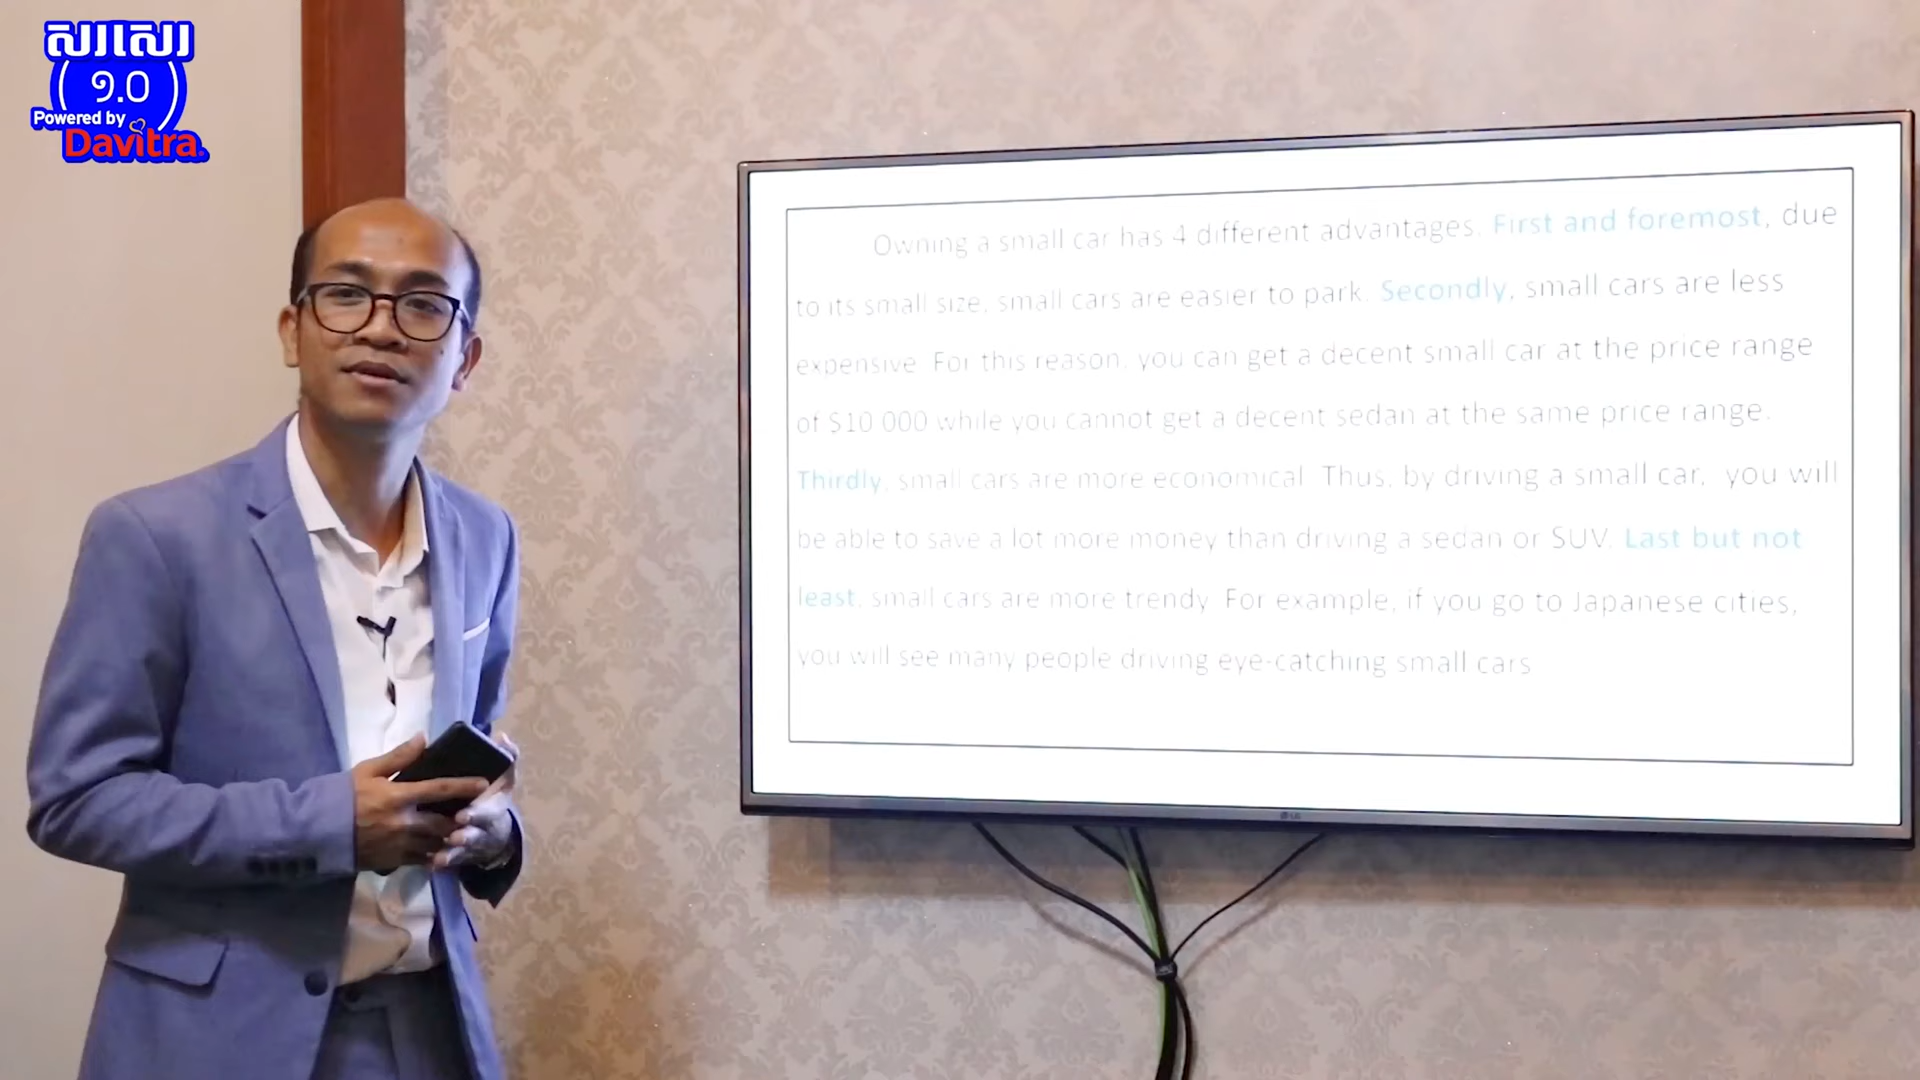 សរសេរ
១.០
Powered by
Davitra.
Owning a small car has 4 different advantages. First and foremost, due
to its small size, small cars are easier to park. Secondly, small cars are less
expensive. For this reason, you can get a decent small car at the price range
of $10 000 while you cannot get a decent sedan at the same price range.
Thirdly, small cars are more economical. Thus, by driving a small car, you will
be able to save a lot more money than driving a sedan or SUV. Last but not
least, small cars are more trendy. For example, if you go to Japanese cities,
you will see many people driving eye-catching small cars
LG